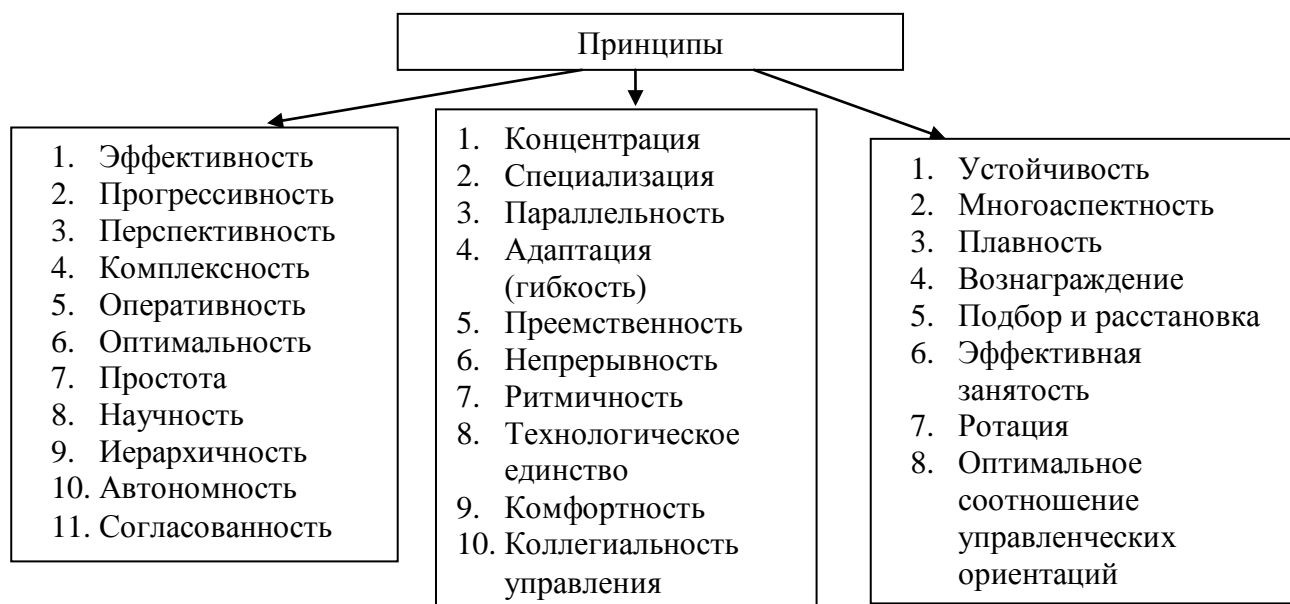 Принципы
1. Эффективность
2. Прогрессивность
3. Перспективность
4. Комплексность
5. Оперативность
6. Оптимальность
7. Простота
8. Научность
9. Иерархичность
10. Автономность
11. Согласованность
1. Концентрация
2. Специализация
3. Параллельность
4. Адаптация
(гибкость)
5. Преемственность
6. Непрерывность
7. Ритмичность
8. Технологическое
единство
9. Комфортность
10. Коллегиальность
управления
1. Устойчивость
2. Многоаспектность
3. Плавность
4. Вознаграждение
5. Подбор и расстановка
6. Эффективная
занятость
7. Ротация
8. Оптимальное
соотношение
управленческих
ориентаций